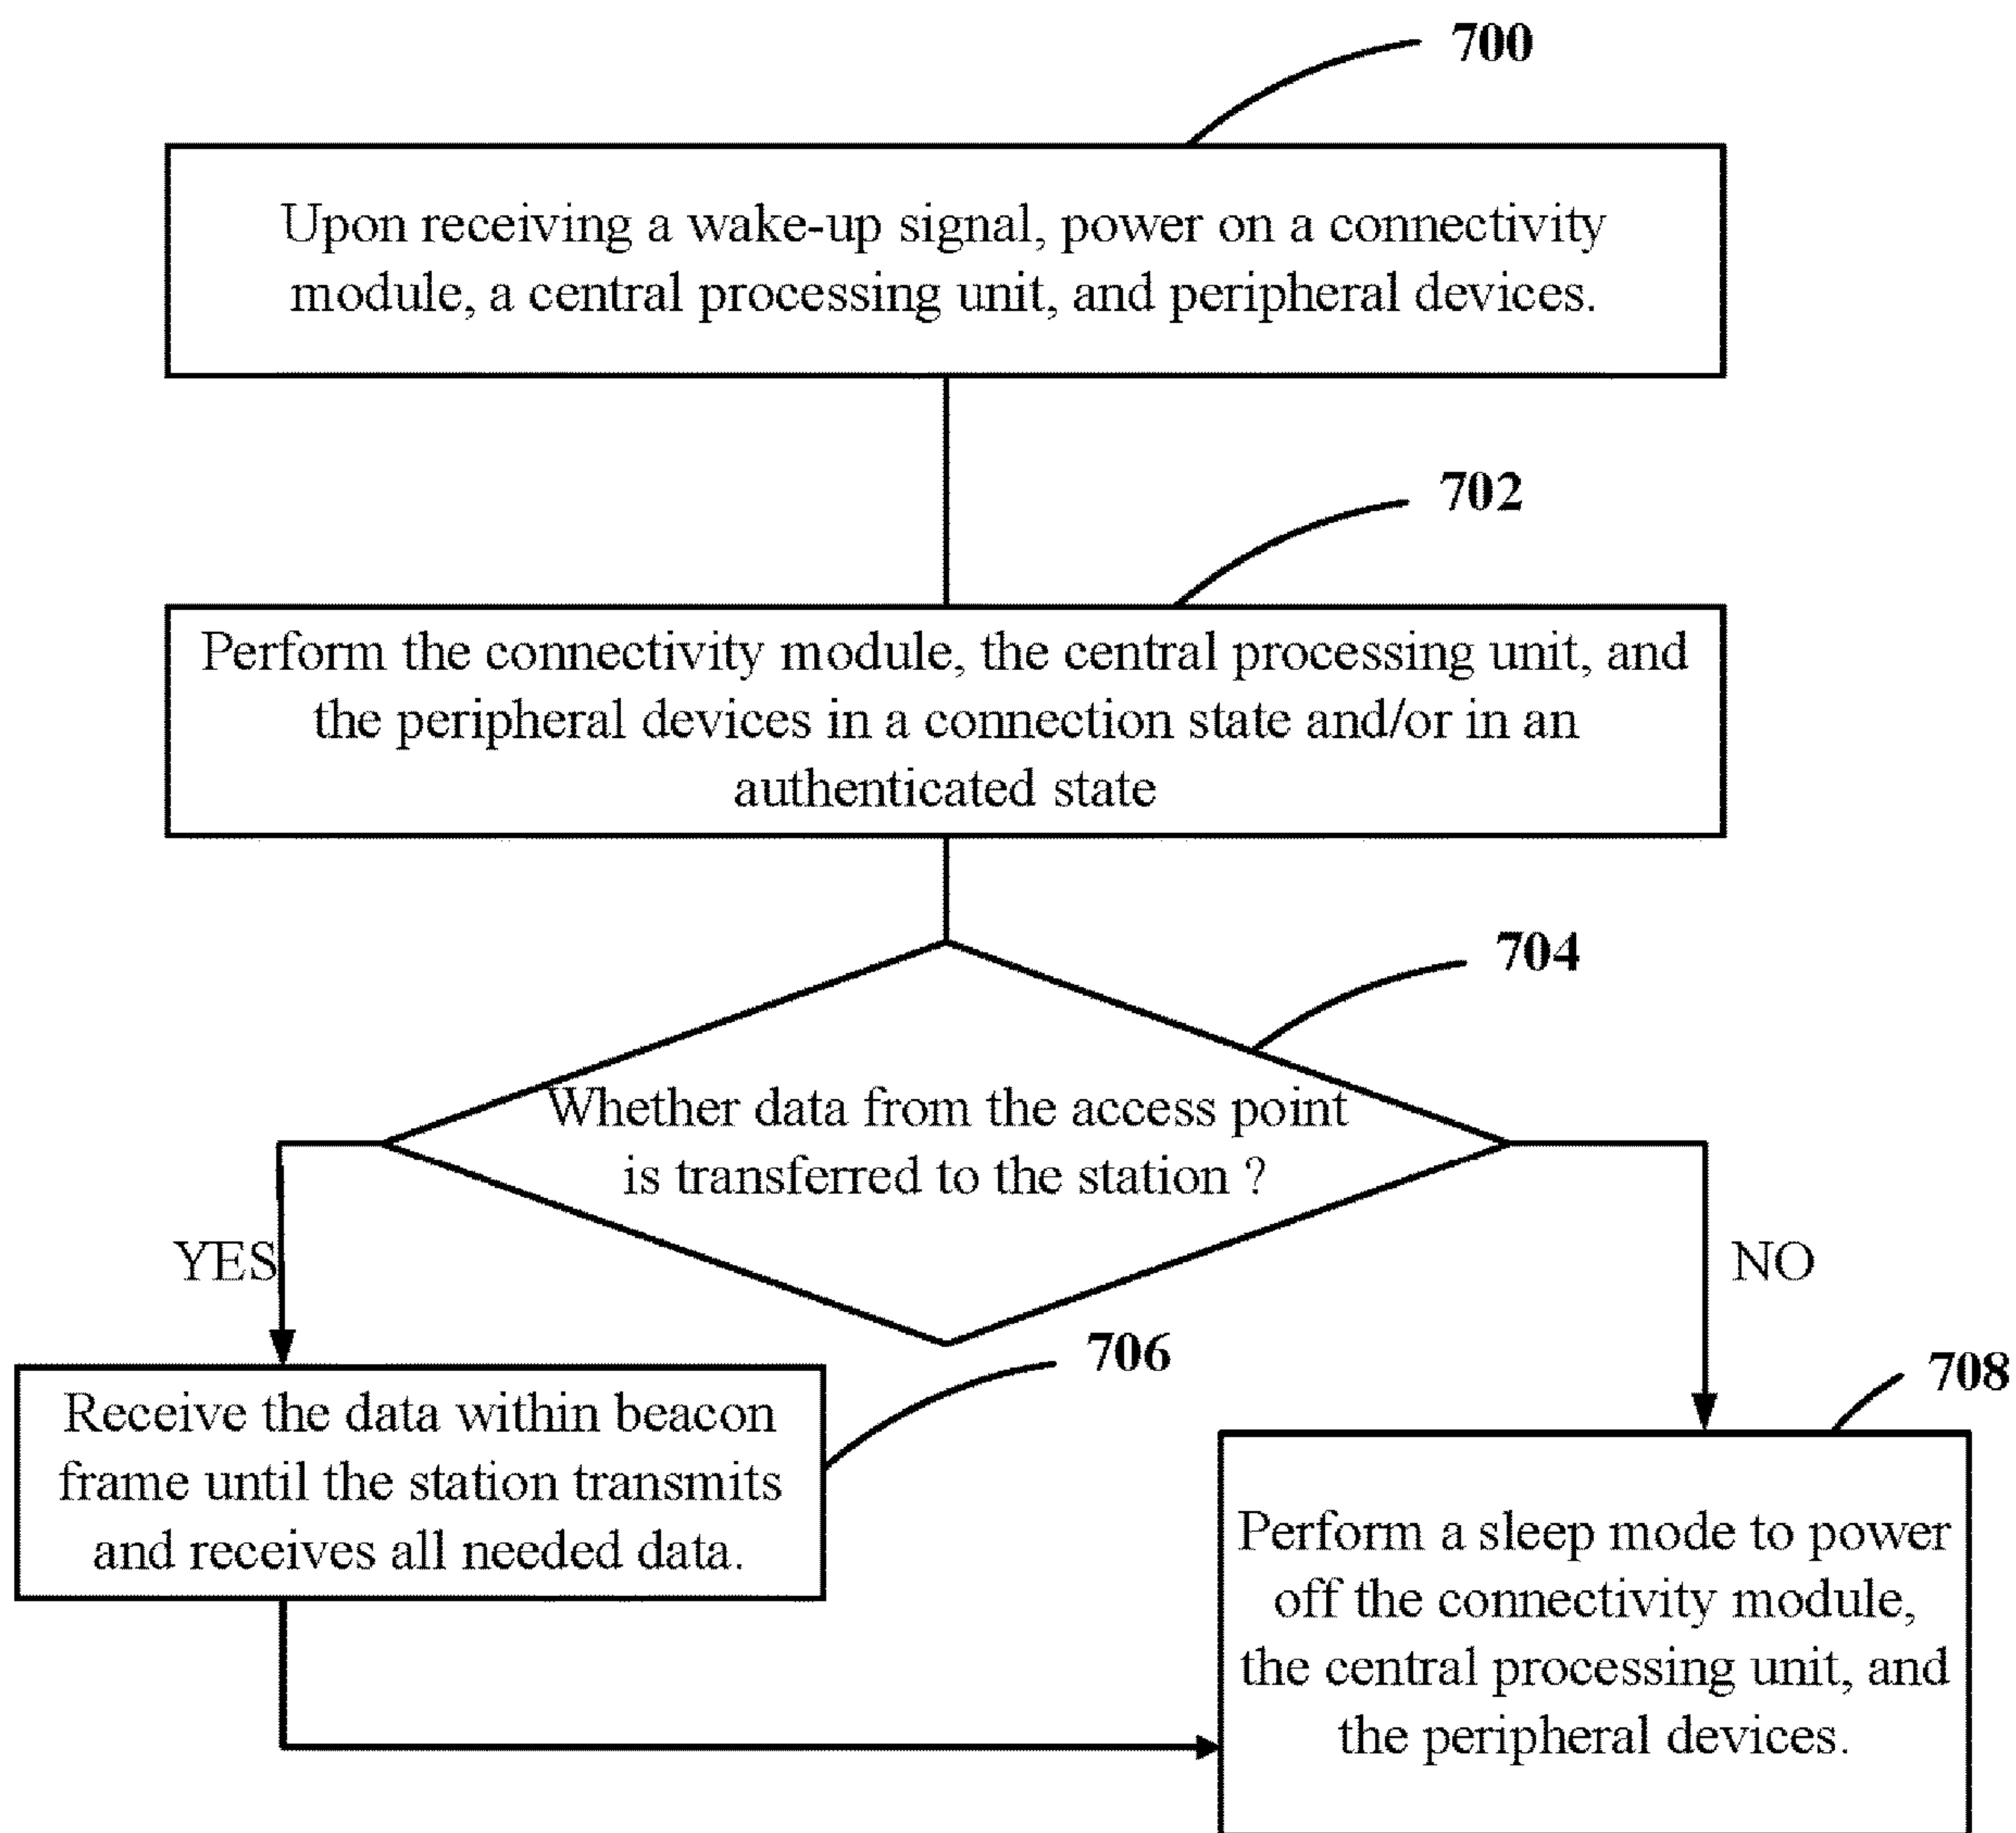 700
Upon receiving a wake-up signal, power on a connectivity
module, a central processing unit, and peripheral devices.
702
Perform the connectivity module, the central processing unit, and
the peripheral devices in a connection state and/or in an
authenticated state
704
Whether data from the access point
is transferred to the station ?
YES
NO
706
Receive the data within beacon
frame until the station transmits
and receives all needed data.
708
Perform a sleep mode to power
off the connectivity module,
the central processing unit, and
the peripheral devices.